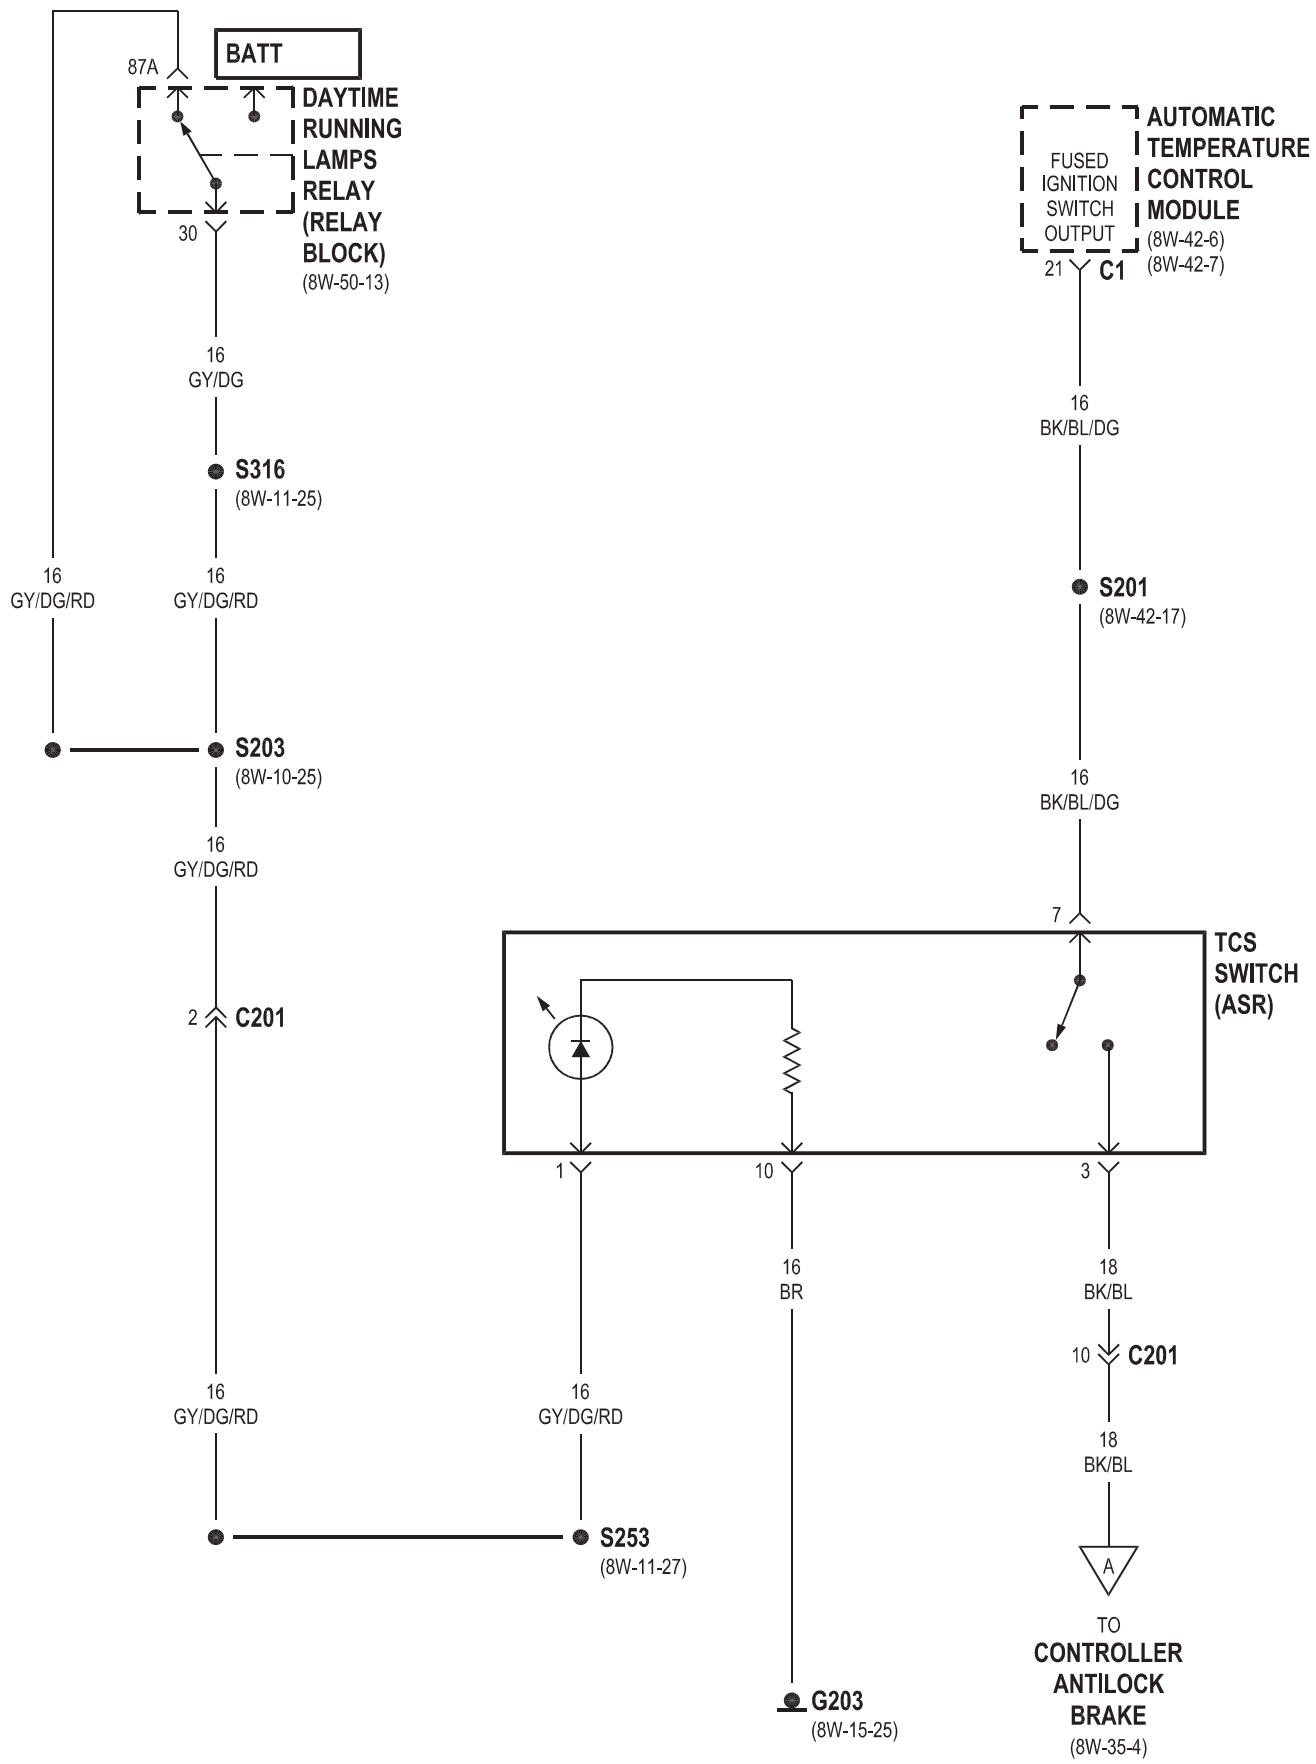 BATT
87A
DAYTIME
RUNNING
LAMPS
RELAY
(RELAY
BLOCK)
(8W-50-13)
30
16
GY/DG
S316
(8W-11-25)
16
GY/DG/RD
16
GY/DG/RD
S203
(8W-10-25)
16
GY/DG/RD
2
C201
16
GY/DG/RD
AUTOMATIC
TEMPERATURE
CONTROL
MODULE
(8W-42-6)
(8W-42-7)
FUSED
IGNITION
SWITCH
OUTPUT
21
C1
16
BK/BL/DG
S201
(8W-42-17)
16
BK/BL/DG
7
TCS
SWITCH
(ASR)
1
10
3
16
GY/DG/RD
S253
(8W-11-27)
16
BR
G203
(8W-15-25)
18
BK/BL
10
C201
18
BK/BL
A
TO
CONTROLLER
ANTILOCK
BRAKE
(8W-35-4)